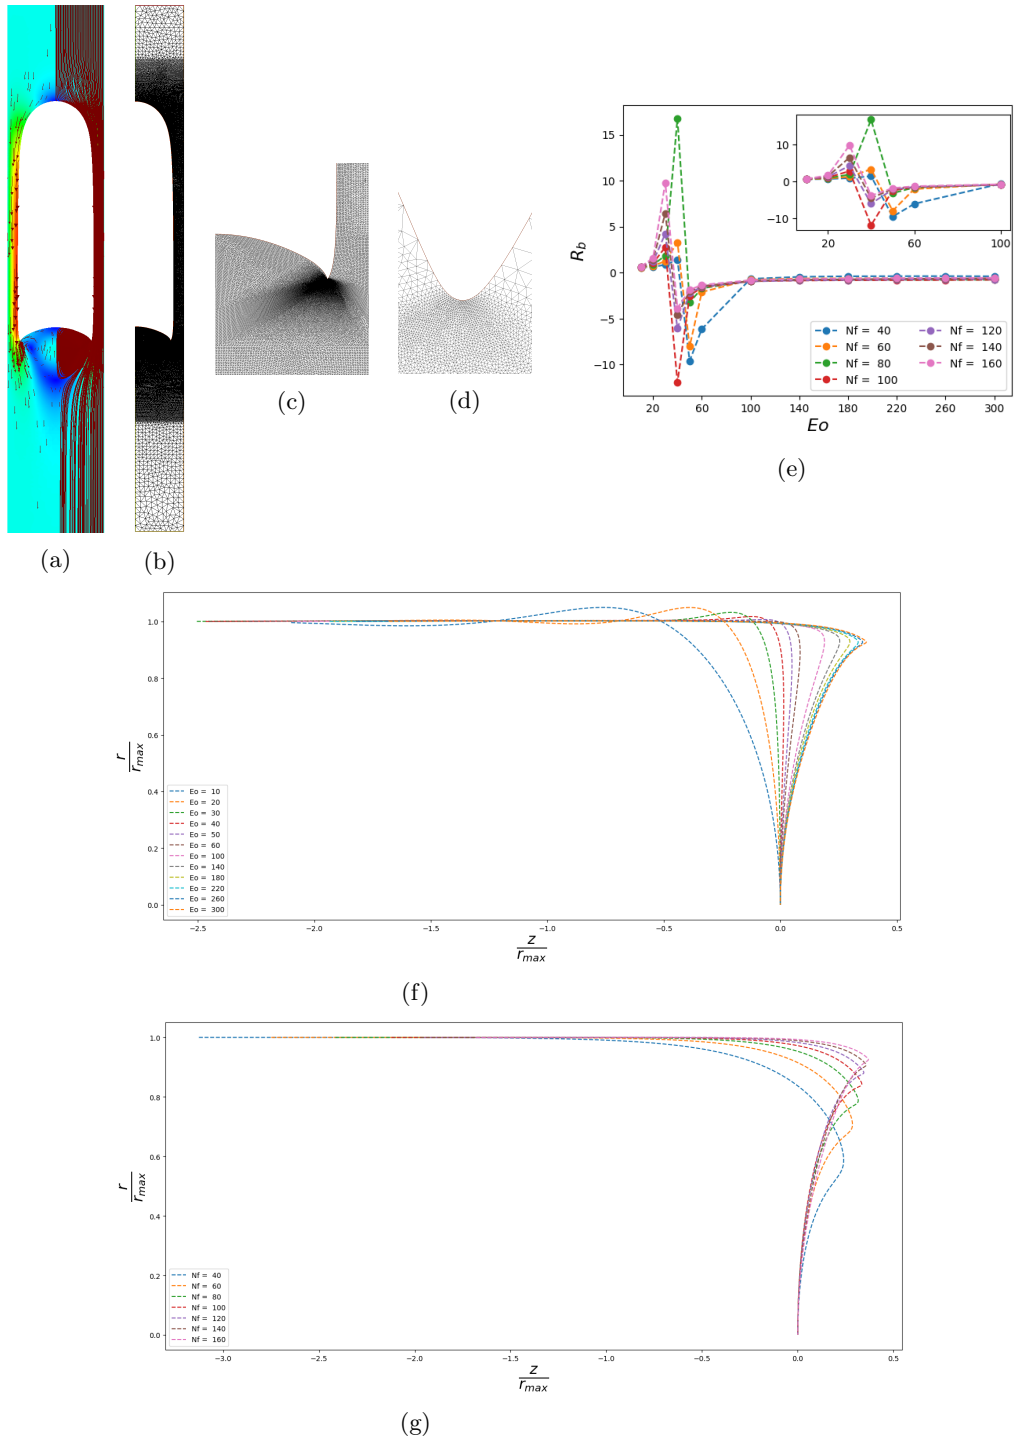 (a)
(b)
(c)
(d)
15
10
5
0
−5
−10
R_b
20 60 100 140 180 220 260 300
Eo
10
0
−10
20 60 100
Nf = 40
Nf = 60
Nf = 80
Nf = 100
Nf = 120
Nf = 140
Nf = 160
(e)
1.0
0.8
0.6
0.4
0.2
0.0
r
r_max
Eo = 10
Eo = 20
Eo = 30
Eo = 40
Eo = 50
Eo = 60
Eo = 100
Eo = 140
Eo = 180
Eo = 220
Eo = 260
Eo = 300
−2.5 −2.0 −1.5 −1.0 −0.5 0.0 0.5
z
r_max
(f)
1.0
0.8
0.6
0.4
0.2
0.0
r
r_max
Nf = 40
Nf = 60
Nf = 80
Nf = 100
Nf = 120
Nf = 140
Nf = 160
−3.0 −2.5 −2.0 −1.5 −1.0 −0.5 0.0 0.5
z
r_max
(g)